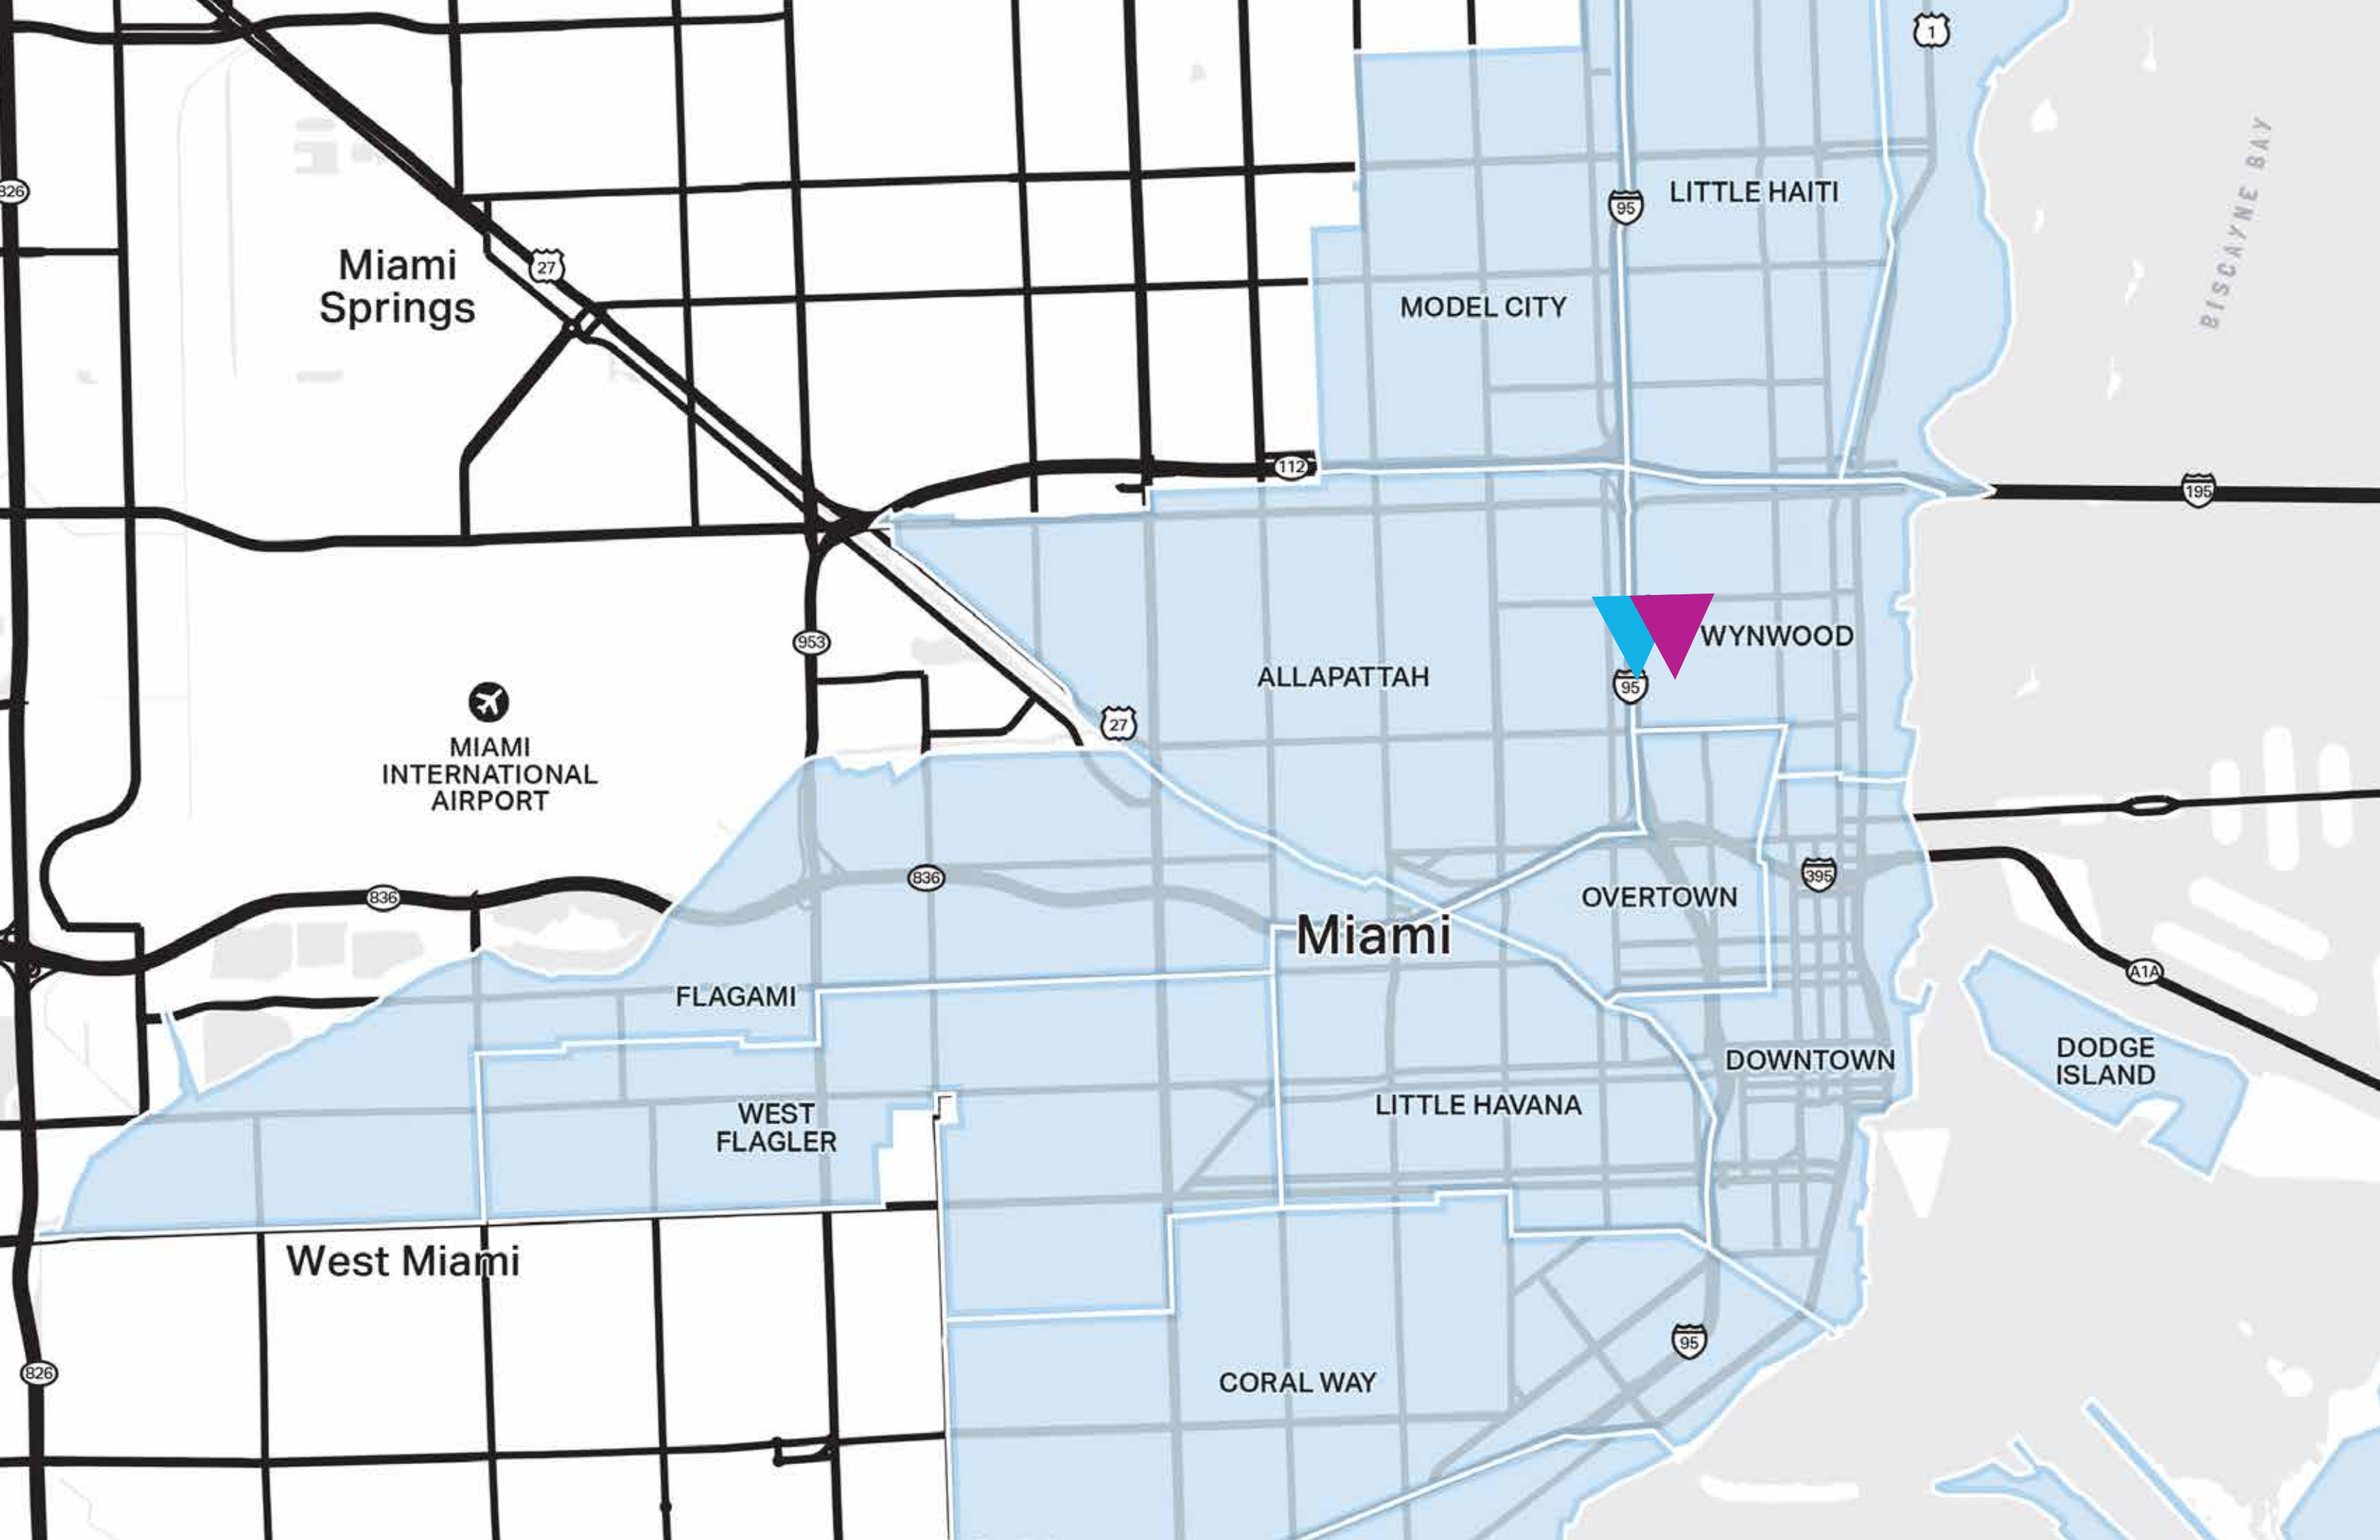 1
826
LITTLE HAITI
95
BISCAYNE BAY
Miami
Springs
27
MODEL CITY
112
195
953
WYNWOOD
ALLAPATTAH
95
27
MIAMI
INTERNATIONAL
AIRPORT
836
836
395
OVERTOWN
Miami
A1A
FLAGAMI
DOWNTOWN
DODGE
ISLAND
LITTLE HAVANA
WEST
FLAGLER
West Miami
95
826
CORAL WAY